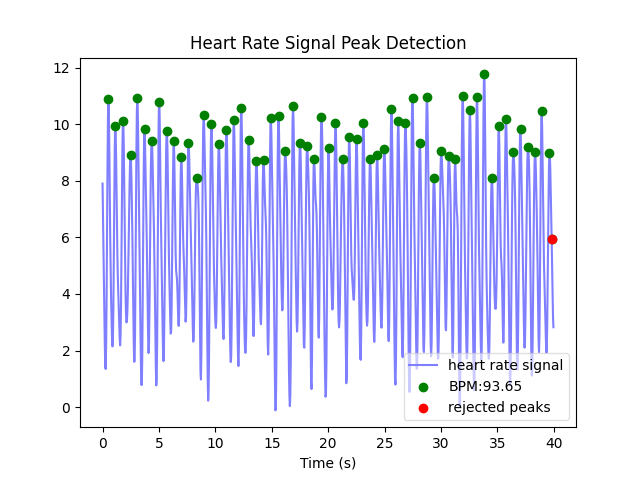 Heart Rate Signal Peak Detection
12
10
8
6
4
2
0
heart rate signal
BPM:93.65
rejected peaks
0 5 10 15 20 25 30 35 40
Time (s)